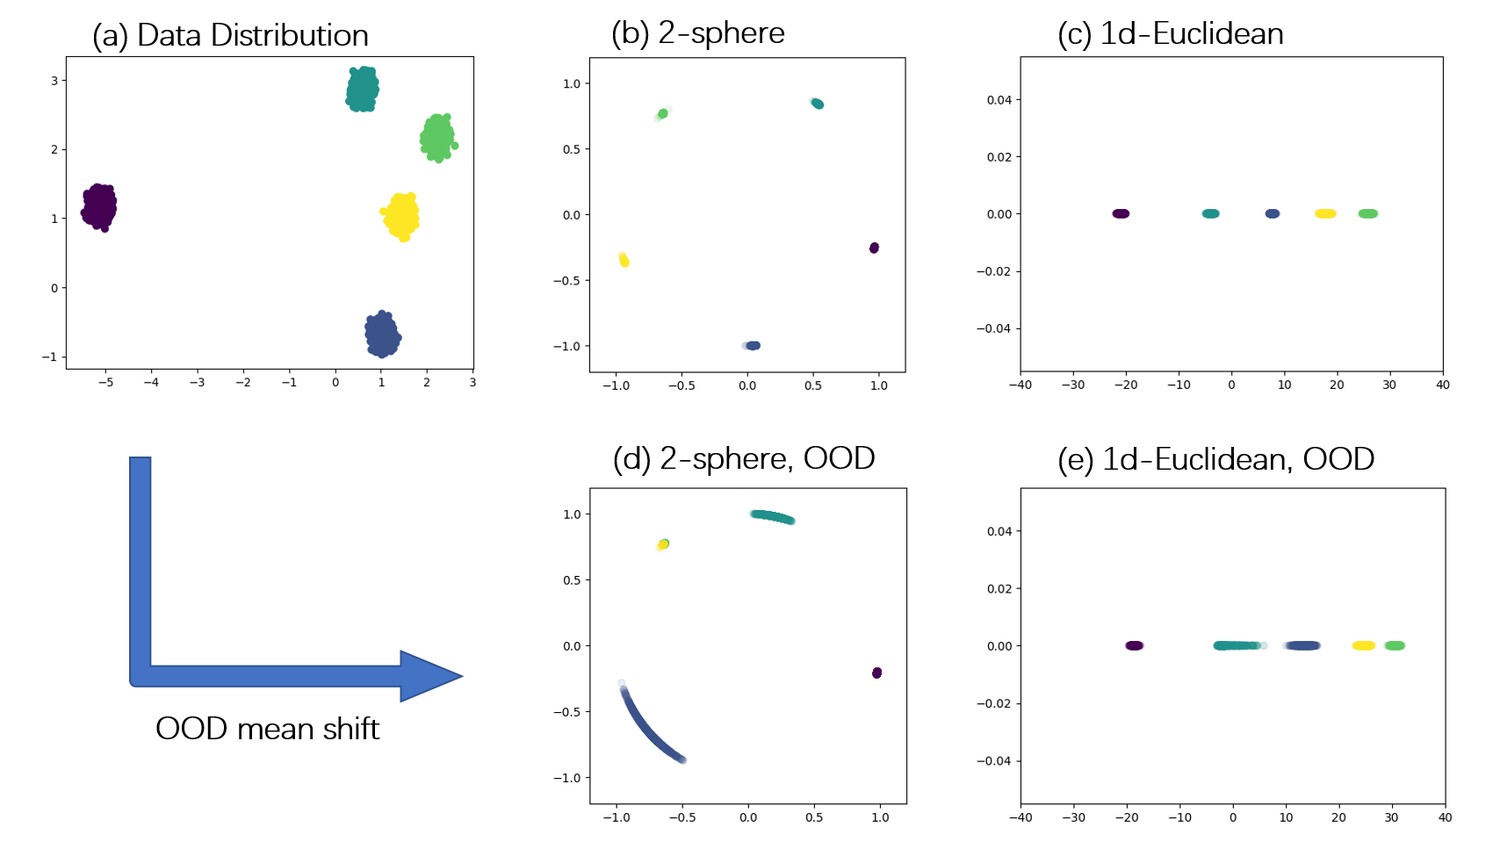 (a) Data Distribution
3
2
1
0
−1
−5 −4 −3 −2 −1 0 1 2 3
(b) 2-sphere
1.0
0.5
0.0
−0.5
−1.0
−1.0 −0.5 0.0 0.5 1.0
(c) 1d-Euclidean
0.04
0.02
0.00
−0.02
−0.04
−40 −30 −20 −10 0 10 20 30 40
OOD mean shift
(d) 2-sphere, OOD
1.0
0.5
0.0
−0.5
−1.0
−1.0 −0.5 0.0 0.5 1.0
(e) 1d-Euclidean, OOD
0.04
0.02
0.00
−0.02
−0.04
−40 −30 −20 −10 0 10 20 30 40